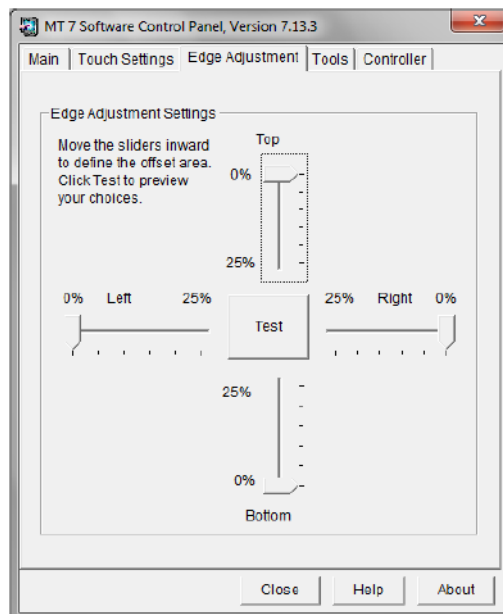 MT 7 Software Control Panel, Version 7.13.3
Main Touch Settings Edge Adjustment Tools Controller
Edge Adjustment Settings
Move the sliders inward
to define the offset area.
Click Test to preview
your choices.
Top
0%
25%
0% Left 25%
Test
25% Right 0%
25%
0%
Bottom
Close Help About